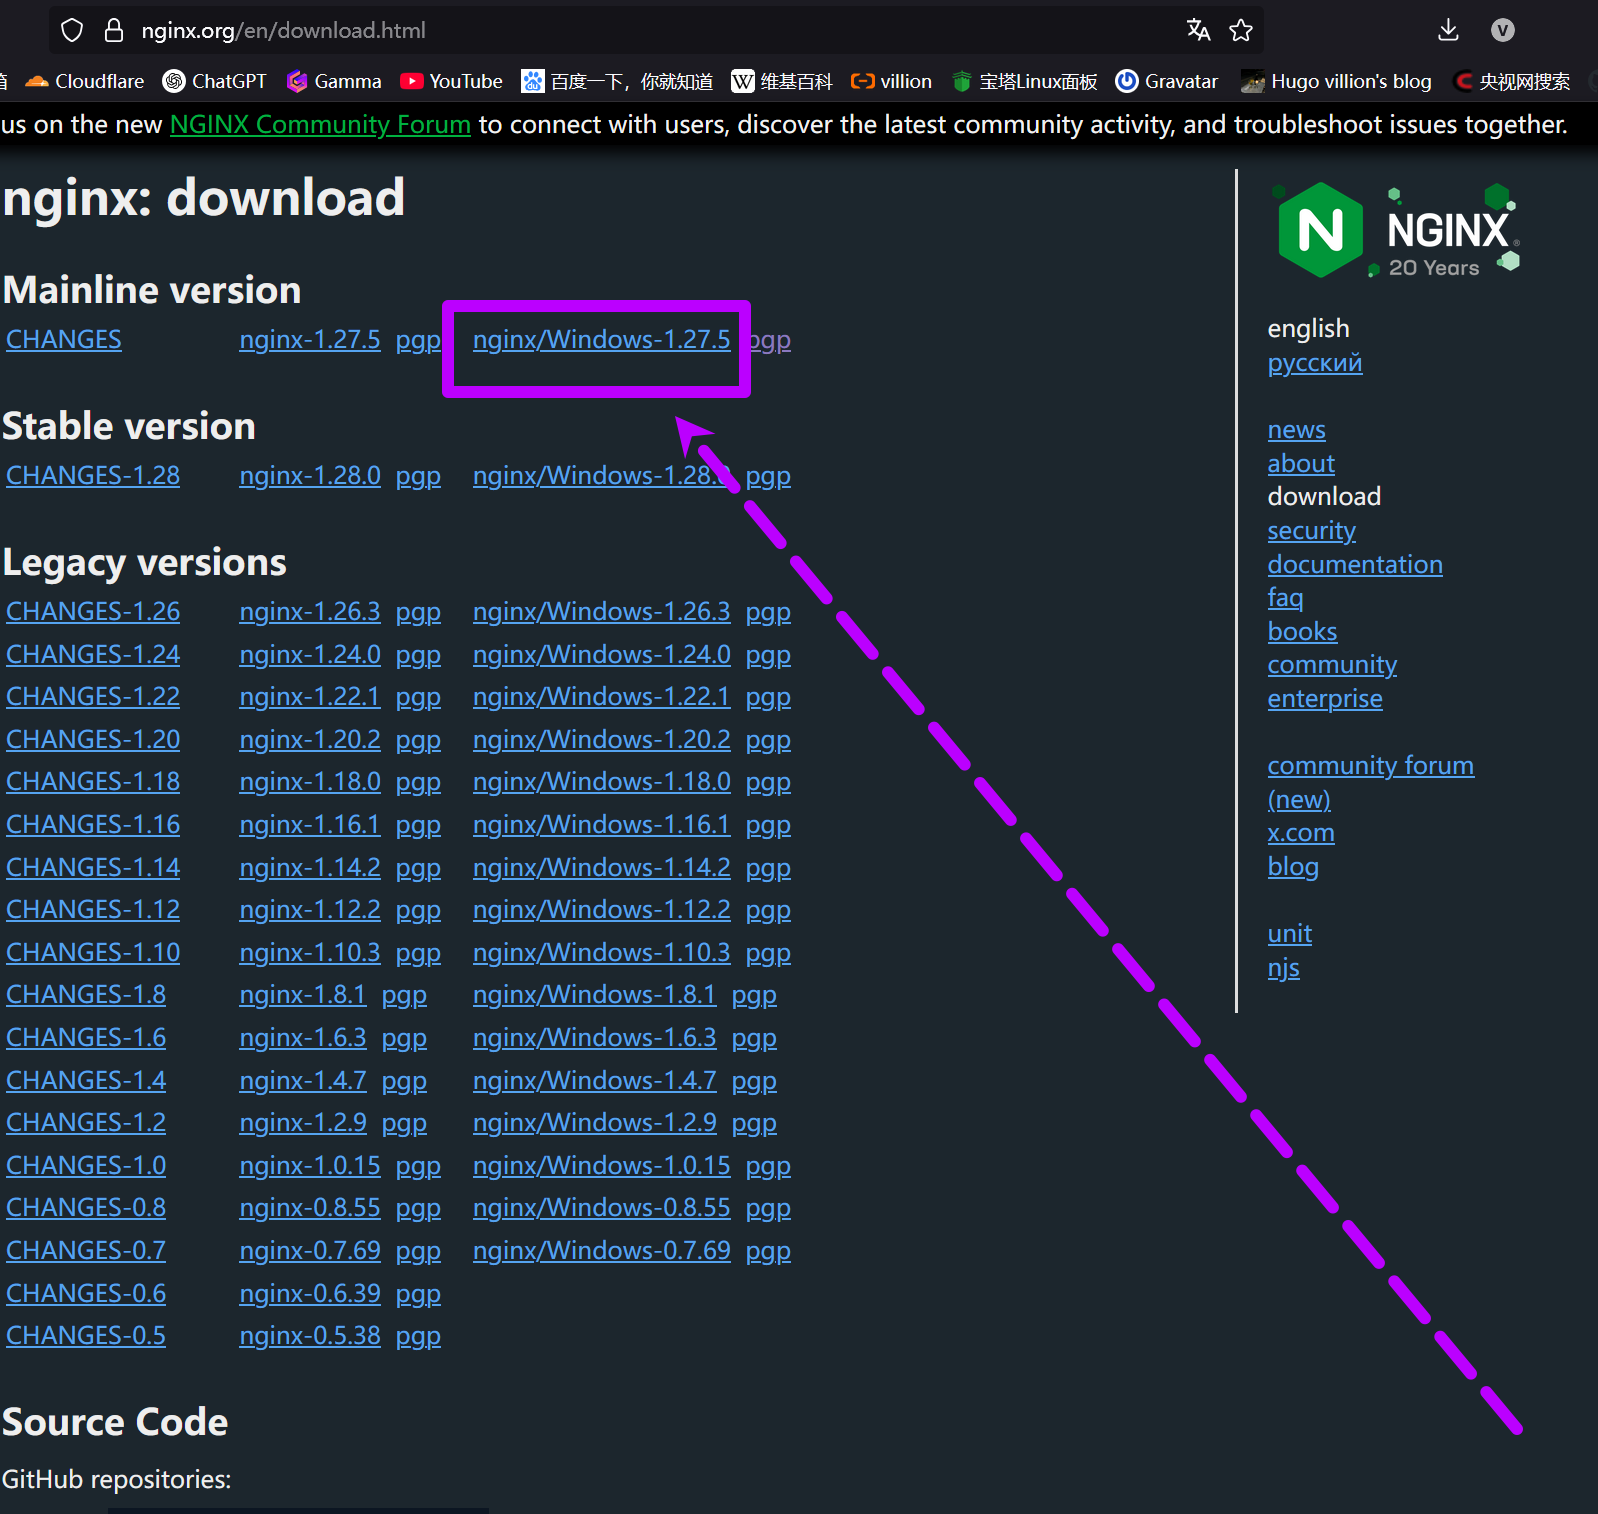 nginx.org/en/download.html
V
Cloudflare ChatGPT Gamma YouTube 百度一下，你就知道 维基百科 villion 宝塔Linux面板 Gravatar Hugo villion's blog 央视网搜索
us on the new NGINX Community Forum to connect with users, discover the latest community activity, and troubleshoot issues together.
nginx: download
Mainline version
CHANGES nginx-1.27.5 pgp nginx/Windows-1.27.5 pgp
Stable version
CHANGES-1.28 nginx-1.28.0 pgp nginx/Windows-1.28.0 pgp
Legacy versions
CHANGES-1.26 nginx-1.26.3 pgp nginx/Windows-1.26.3 pgp
CHANGES-1.24 nginx-1.24.0 pgp nginx/Windows-1.24.0 pgp
CHANGES-1.22 nginx-1.22.1 pgp nginx/Windows-1.22.1 pgp
CHANGES-1.20 nginx-1.20.2 pgp nginx/Windows-1.20.2 pgp
CHANGES-1.18 nginx-1.18.0 pgp nginx/Windows-1.18.0 pgp
CHANGES-1.16 nginx-1.16.1 pgp nginx/Windows-1.16.1 pgp
CHANGES-1.14 nginx-1.14.2 pgp nginx/Windows-1.14.2 pgp
CHANGES-1.12 nginx-1.12.2 pgp nginx/Windows-1.12.2 pgp
CHANGES-1.10 nginx-1.10.3 pgp nginx/Windows-1.10.3 pgp
CHANGES-1.8 nginx-1.8.1 pgp nginx/Windows-1.8.1 pgp
CHANGES-1.6 nginx-1.6.3 pgp nginx/Windows-1.6.3 pgp
CHANGES-1.4 nginx-1.4.7 pgp nginx/Windows-1.4.7 pgp
CHANGES-1.2 nginx-1.2.9 pgp nginx/Windows-1.2.9 pgp
CHANGES-1.0 nginx-1.0.15 pgp nginx/Windows-1.0.15 pgp
CHANGES-0.8 nginx-0.8.55 pgp nginx/Windows-0.8.55 pgp
CHANGES-0.7 nginx-0.7.69 pgp nginx/Windows-0.7.69 pgp
CHANGES-0.6 nginx-0.6.39 pgp
CHANGES-0.5 nginx-0.5.38 pgp
Source Code
GitHub repositories:
N NGINX®
20 Years
english
русский
news
about
download
security
documentation
faq
books
community
enterprise
community forum
(new)
x.com
blog
unit
njs